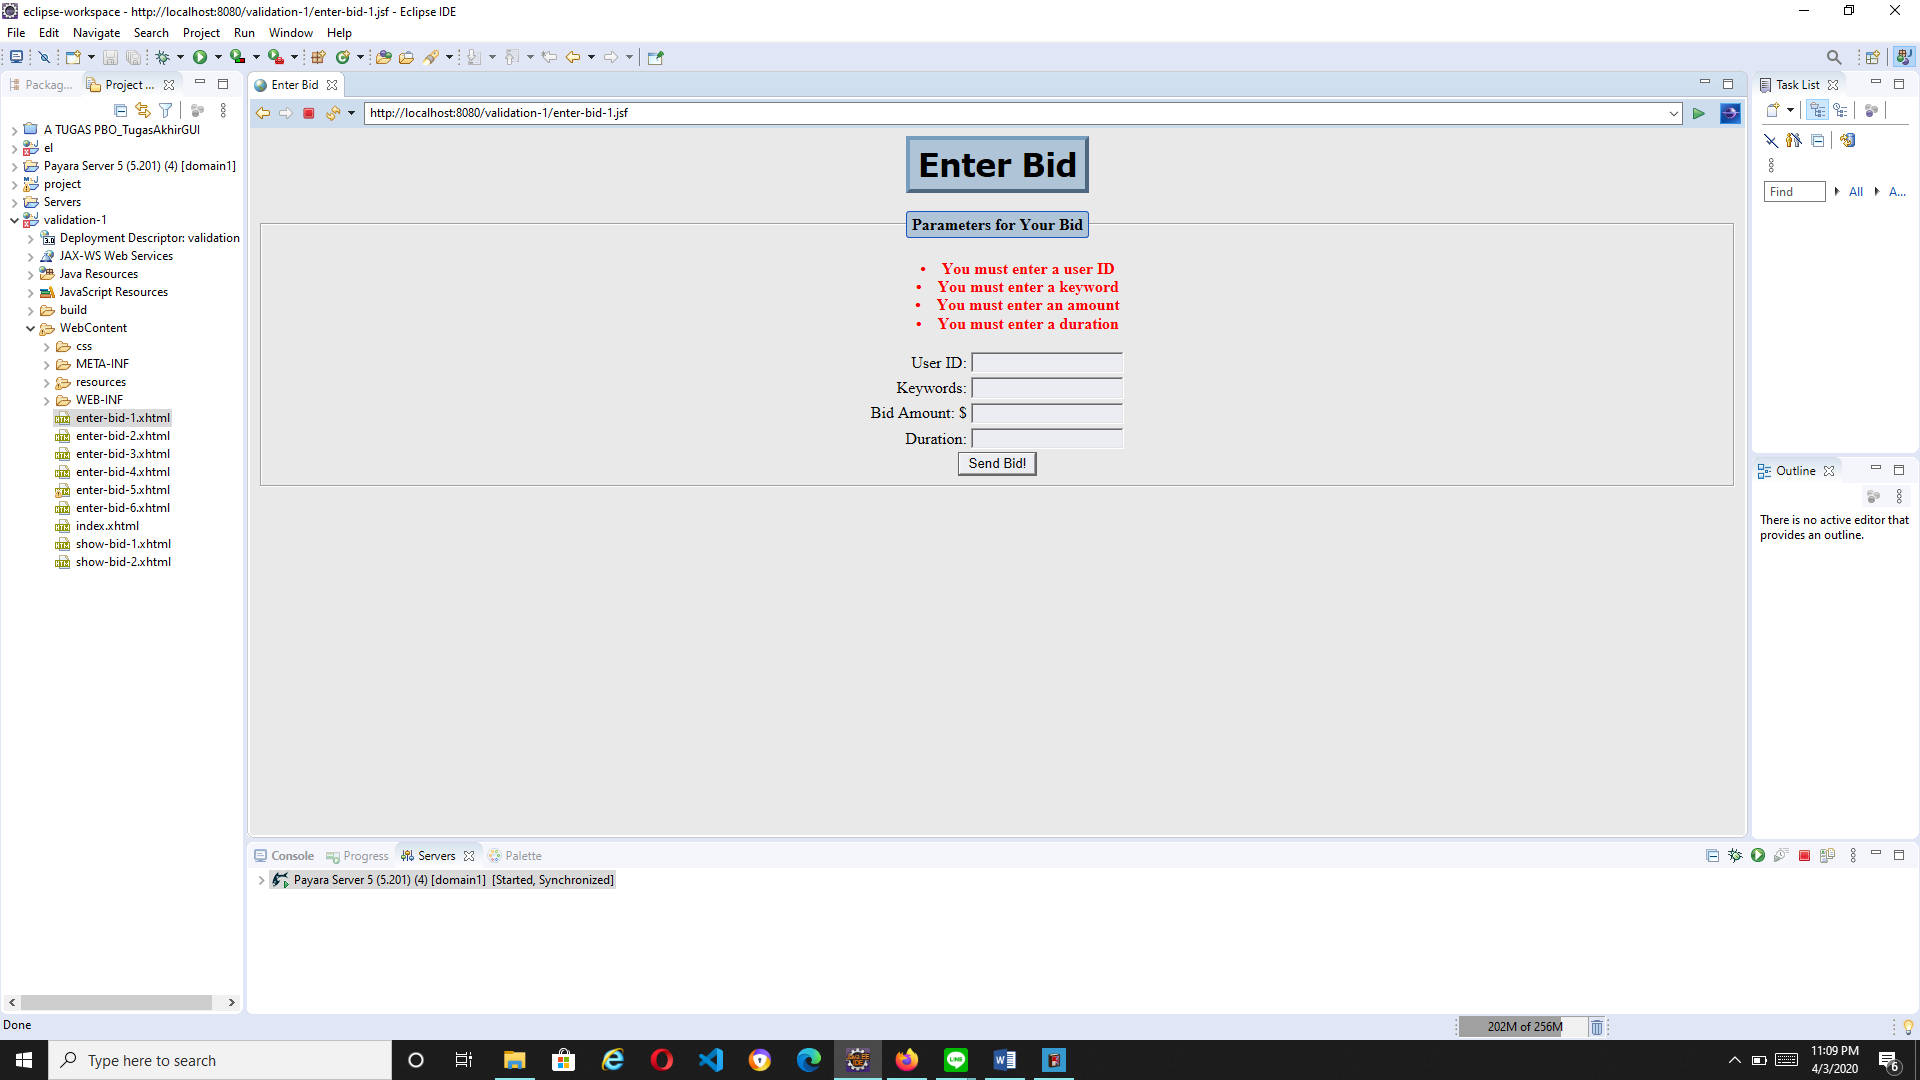 eclipse-workspace - http://localhost:8080/validation-1/enter-bid-1.jsf - Eclipse IDE
File Edit Navigate Search Project Run Window Help
Packag... Project ...
A TUGAS PBO_TugasAkhirGUI
el
Payara Server 5 (5.201) (4) [domain1]
project
Servers
validation-1
Deployment Descriptor: validation
JAX-WS Web Services
Java Resources
JavaScript Resources
build
WebContent
css
META-INF
resources
WEB-INF
enter-bid-1.xhtml
enter-bid-2.xhtml
enter-bid-3.xhtml
enter-bid-4.xhtml
enter-bid-5.xhtml
enter-bid-6.xhtml
index.xhtml
show-bid-1.xhtml
show-bid-2.xhtml
Enter Bid
http://localhost:8080/validation-1/enter-bid-1.jsf
Enter Bid
Parameters for Your Bid
• You must enter a user ID
• You must enter a keyword
• You must enter an amount
• You must enter a duration
User ID:
Keywords:
Bid Amount: $
Duration:
Send Bid!
Task List
Find All A...
Outline
There is no active editor that
provides an outline.
Console Progress Servers Palette
Payara Server 5 (5.201) (4) [domain1] [Started, Synchronized]
Done
202M of 256M
Type here to search
11:09 PM
4/3/2020
6